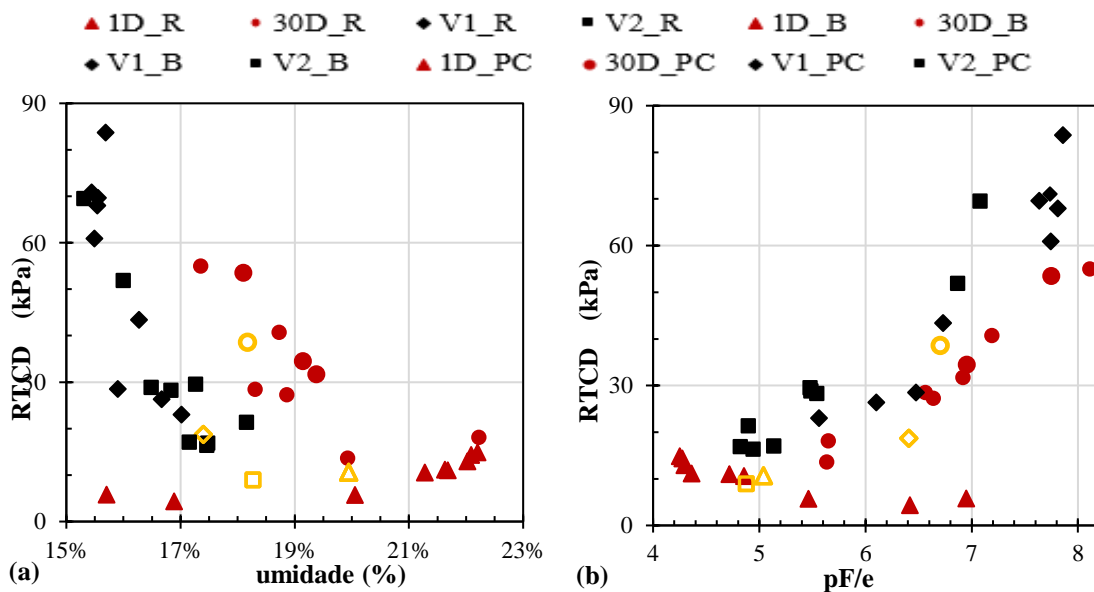 1D_R 30D_R V1_R V2_R 1D_B 30D_B
V1_B V2_B 1D_PC 30D_PC V1_PC V2_PC
90
60
30
0
RTCD (kPa)
15% 17% 19% 21% 23%
(a) umidade (%)
90
60
30
0
RTCD (kPa)
4 5 6 7 8
(b) pF/e